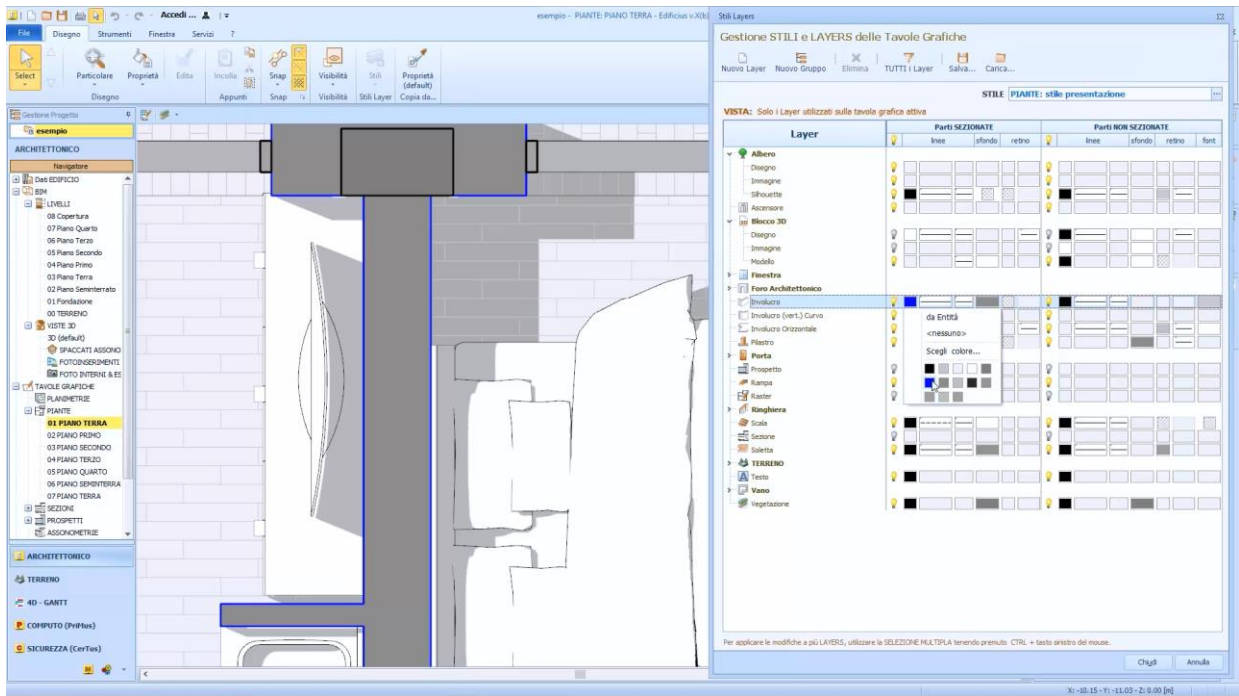 Accedi ...
esempio - PIANTE: PIANO TERRA - Edificius v.X(b)
File Disegno Strumenti Finestra Servizi ?
Select
Particolare
Proprietà
Edita
Incolla
Snap
Visibilità
Stili
Proprietà (default)
Disegno Appunti Snap Visibilità Stili Layer Copia da...
Gestione Progetto
esempio
ARCHITETTONICO
Navigatore
Dati EDIFICIO
BIM
LIVELLI
08 Copertura
07 Piano Quarto
06 Piano Terzo
05 Piano Secondo
04 Piano Primo
03 Piano Terra
02 Piano Seminterrato
01 Fondazione
00 TERRENO
VISTE 3D
3D (default)
SPACCATI ASSONO
FOTOINSERIMENTI
FOTO INTERNI & ES
TAVOLE GRAFICHE
PLANIMETRIE
PIANTE
01 PIANO TERRA
02 PIANO PRIMO
03 PIANO SECONDO
04 PIANO TERZO
05 PIANO QUARTO
06 PIANO SEMINTERRA
07 PIANO TERRA
SEZIONI
PROSPETTI
ASSONOMETRIE
ARCHITETTONICO
TERRENO
4D - GANTT
COMPUTO (PriMus)
SICUREZZA (CerTus)
Stili Layers
Gestione STILI e LAYERS delle Tavole Grafiche
Nuovo Layer Nuovo Gruppo Elimina TUTTI i Layer Salva... Carica...
STILE PIANTE: stile presentazione ...
VISTA: Solo i Layer utilizzati sulla tavola grafica attiva
Layer Parti SEZIONATE Parti NON SEZIONATE
linee sfondo retino linee sfondo retino font
Albero
Disegno
Immagine
Silhouette
Ascensore
Blocco 3D
Disegno
Immagine
Modello
Finestra
Foro Architettonico
Involucro
Involucro (vert.) Curvo
Involucro Orizzontale
Pilastro
Porta
Prospetto
Rampa
Raster
Ringhiera
Scala
Sezione
Soletta
TERRENO
Testo
Vano
Vegetazione
da Entità
<nessuno>
Scegli colore...
Per applicare le modifiche a più LAYERS, utilizzare la SELEZIONE MULTIPLA tenendo premuto CTRL + tasto sinistro del mouse.
Chiudi Annulla
X: -10.15 - Y: -11.03 - Z: 0.00 [m]